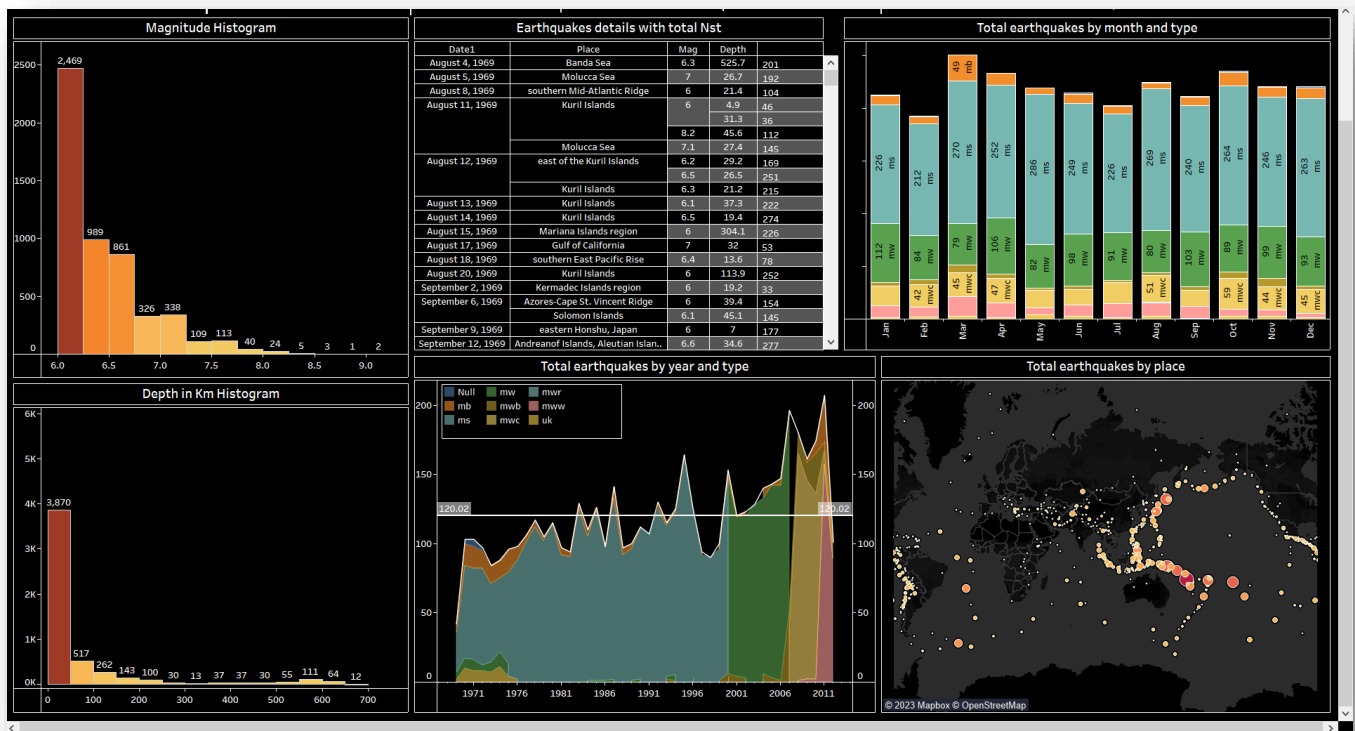 Magnitude Histogram
2500
2000
1500
1000
500
0
2,469
989
861
326
338
109
113
40
24
5
3
1
2
6.0 6.5 7.0 7.5 8.0 8.5 9.0
Earthquakes details with total Nst
Date1 Place Mag Depth
August 4, 1969 Banda Sea 6.3 525.7 201
August 5, 1969 Molucca Sea 7 26.7 192
August 8, 1969 southern Mid-Atlantic Ridge 6 21.4 104
August 11, 1969 Kuril Islands 6 4.9 46
31.3 36
8.2 45.6 112
Molucca Sea 7.1 27.4 145
August 12, 1969 east of the Kuril Islands 6.2 29.2 169
6.5 26.5 251
Kuril Islands 6.3 21.2 215
August 13, 1969 Kuril Islands 6.1 37.3 222
August 14, 1969 Kuril Islands 6.5 19.4 274
August 15, 1969 Mariana Islands region 6 304.1 226
August 17, 1969 Gulf of California 7 32 53
August 18, 1969 southern East Pacific Rise 6.4 13.6 78
August 20, 1969 Kuril Islands 6 113.9 252
September 2, 1969 Kermadec Islands region 6 19.2 33
September 6, 1969 Azores-Cape St. Vincent Ridge 6 39.4 154
Solomon Islands 6.1 45.1 145
September 9, 1969 eastern Honshu, Japan 6 7 177
September 12, 1969 Andreanof Islands, Aleutian Islan.. 6.6 34.6 277
Total earthquakes by month and type
226 ms
112 mw
212 ms
84 mw
42 mwc
49 mb
270 ms
79 mw
45 mwc
252 ms
106 mw
47 mwc
286 ms
82 mw
249 ms
98 mw
226 ms
91 mw
269 ms
80 mw
51 mwc
240 ms
103 mw
264 ms
89 mw
59 mwc
246 ms
99 mw
44 mwc
263 ms
93 mw
45 mwc
Jan Feb Mar Apr May Jun Jul Aug Sep Oct Nov Dec
Depth in Km Histogram
6K
5K
4K
3K
2K
1K
0K
3,870
517
262
143
100
30
13
37
37
30
55
111
64
12
0 100 200 300 400 500 600 700
Total earthquakes by year and type
Null mw mwr
mb mwb mww
ms mwc uk
200 200
150 150
120.02 120.02
100 100
50 50
0 0
1971 1976 1981 1986 1991 1996 2001 2006 2011
Total earthquakes by place
© 2023 Mapbox © OpenStreetMap